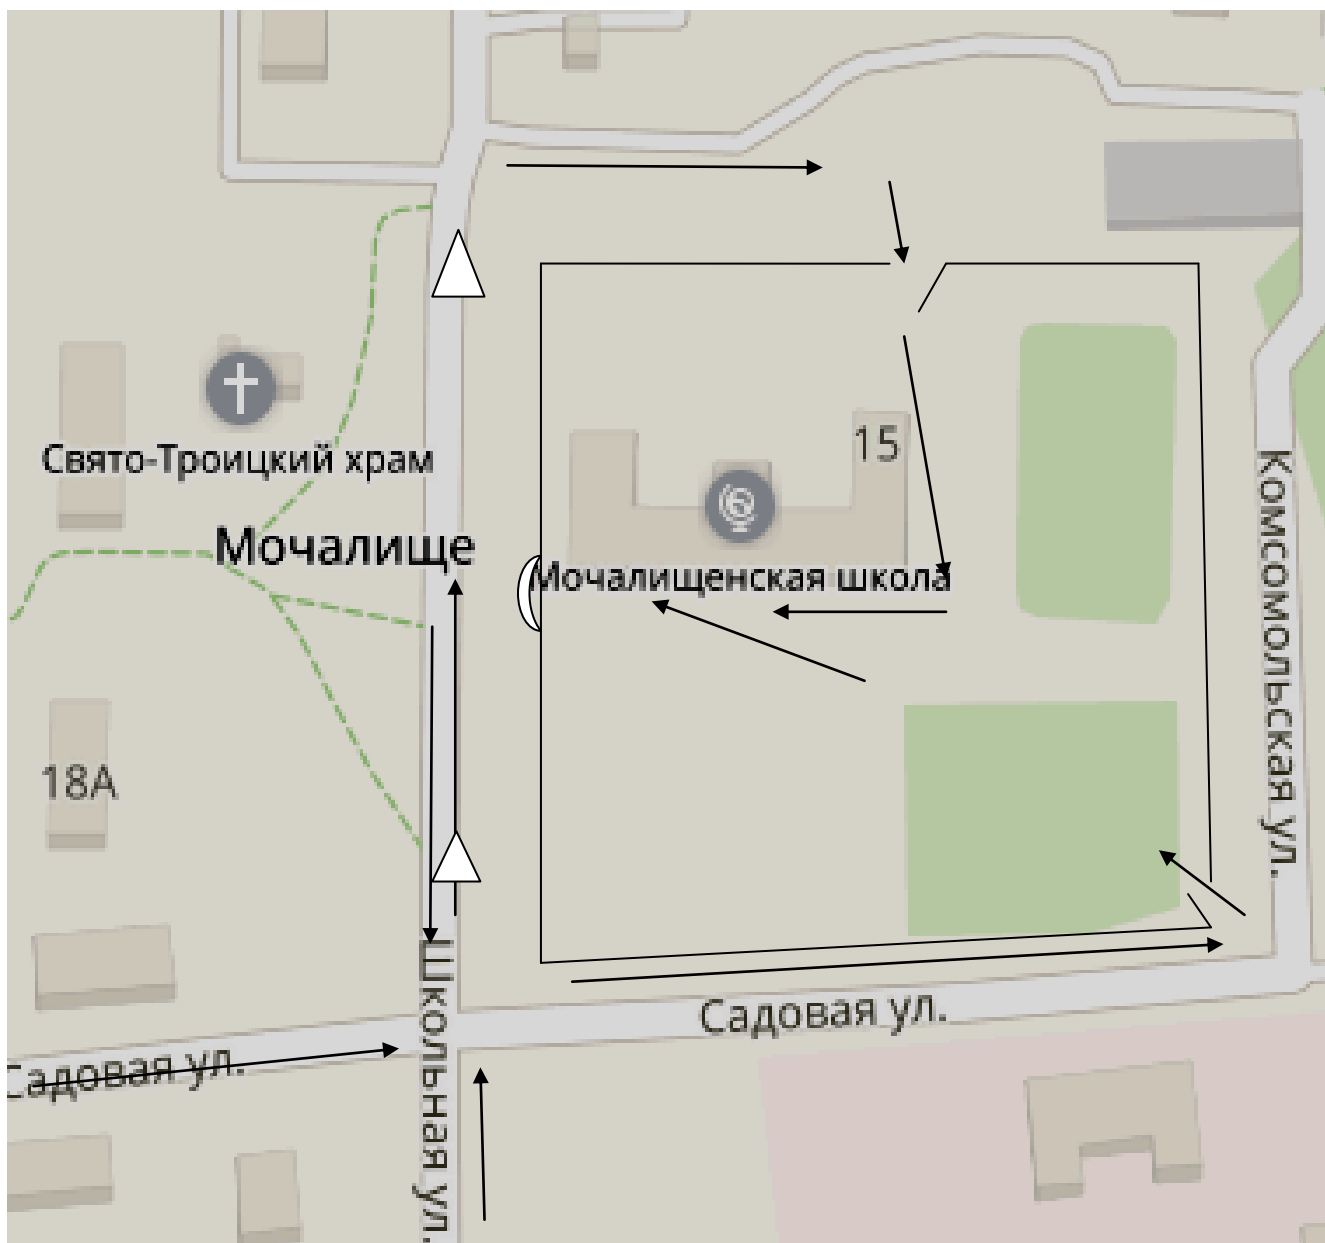 15
Свято-Троицкий храм
Мочалище
Мочалищенская школа
Комсомольская ул.
18А
Школьная ул.
Садовая ул.
Садовая ул.